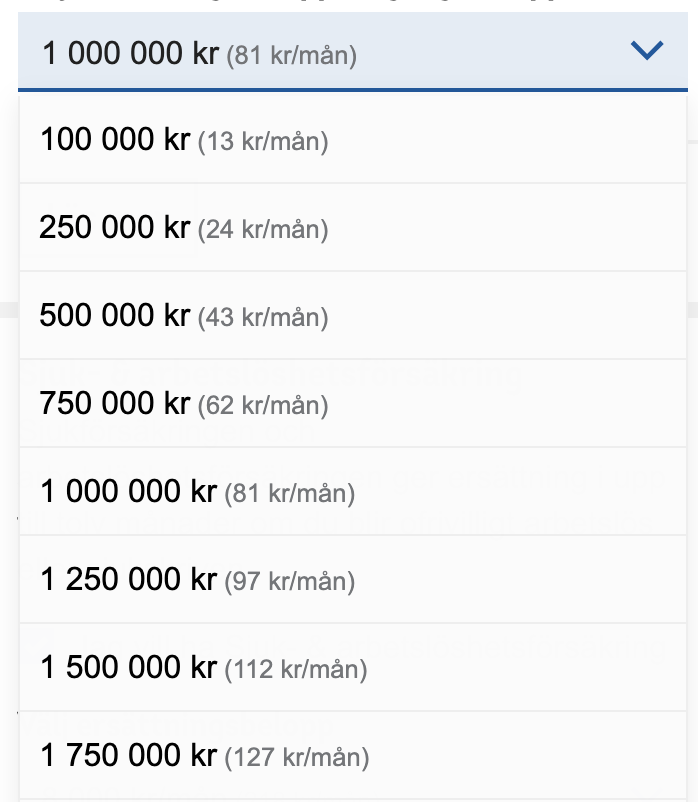 1 000 000 kr (81 kr/mån)
100 000 kr (13 kr/mån)
250 000 kr (24 kr/mån)
500 000 kr (43 kr/mån)
750 000 kr (62 kr/mån)
1 000 000 kr (81 kr/mån)
1 250 000 kr (97 kr/mån)
1 500 000 kr (112 kr/mån)
1 750 000 kr (127 kr/mån)